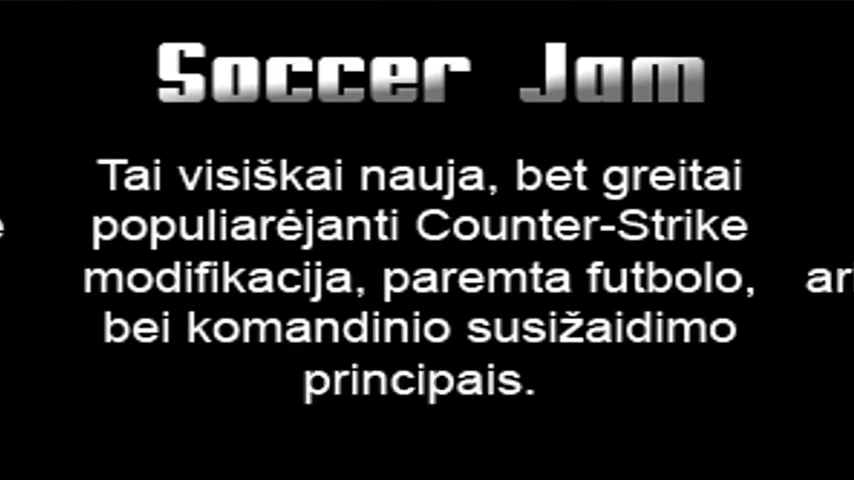 Soccer Jam
Tai visiškai nauja, bet greitai
populiarėjanti Counter-Strike
modifikacija, paremta futbolo,
bei komandinio susižaidimo
principais.